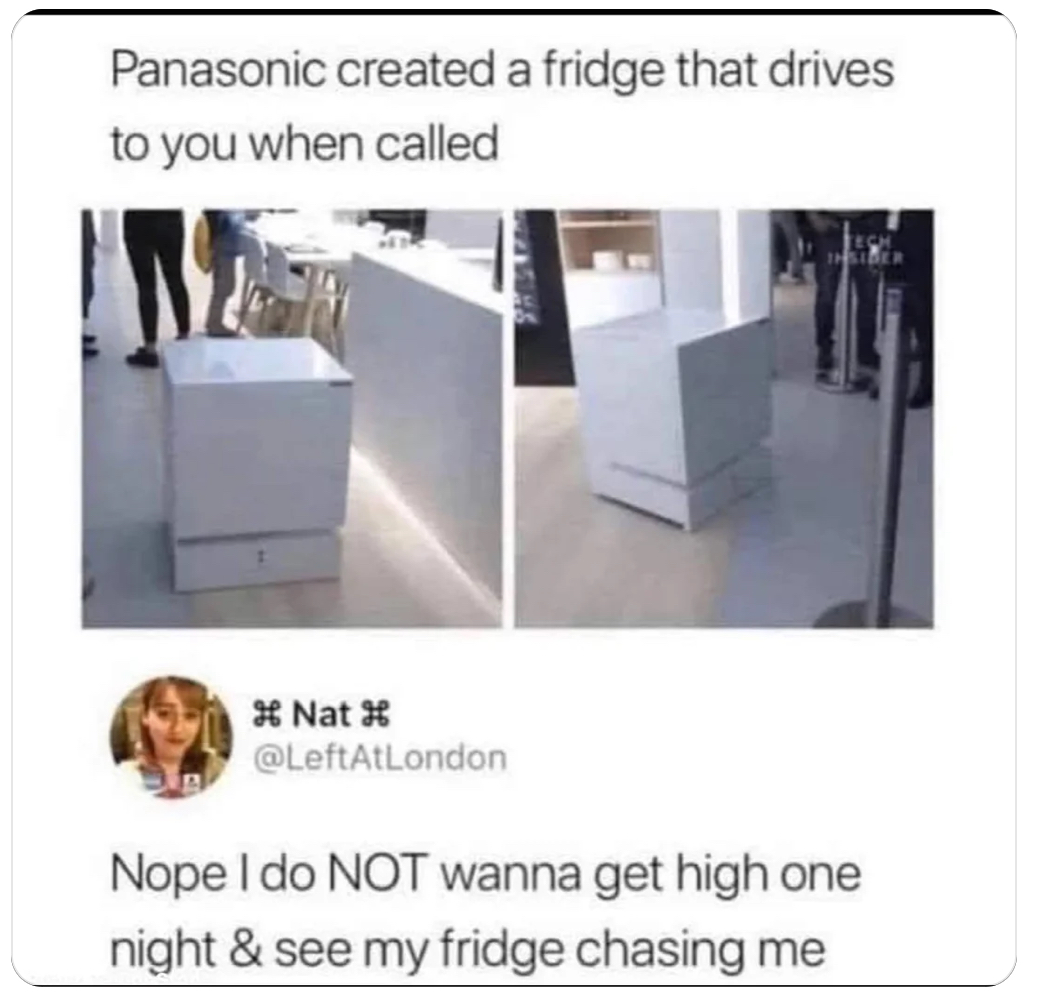 Panasonic created a fridge that drives
to you when called
TECH
INSIDER
⌘ Nat ⌘
@LeftAtLondon
Nope I do NOT wanna get high one
night & see my fridge chasing me